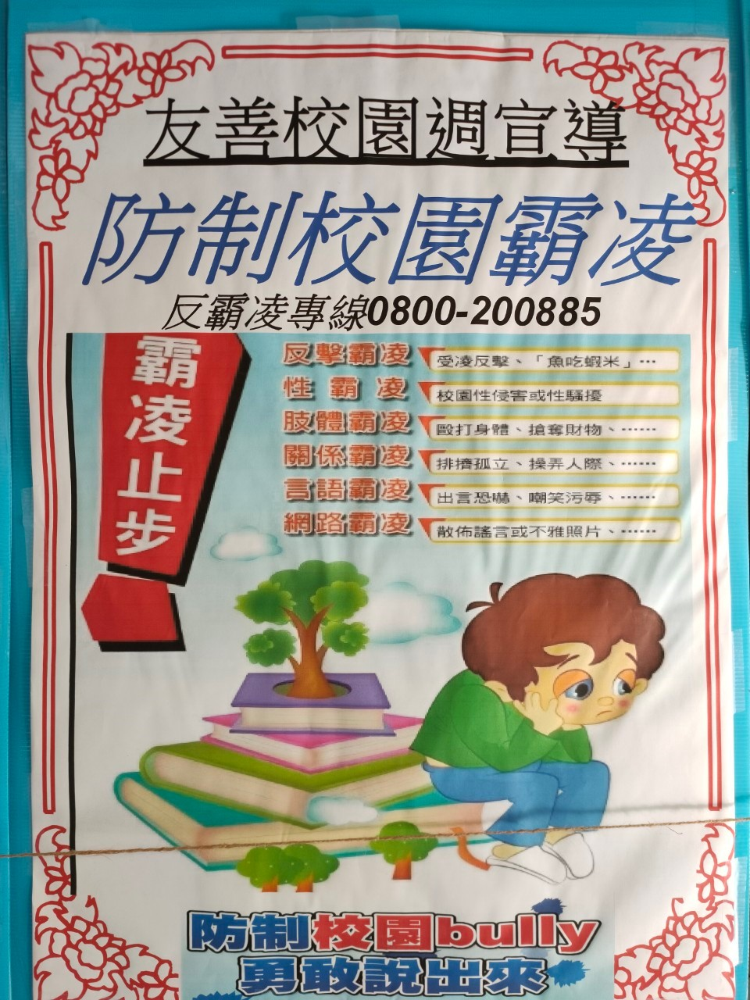 友善校園週宣導
防制校園霸凌
反霸凌專線0800-200885
霸凌止步
反擊霸凌 受凌反擊、「魚吃蝦米」…
性霸凌 校園性侵害或性騷擾
肢體霸凌 毆打身體、搶奪財物、……
關係霸凌 排擠孤立、操弄人際、……
言語霸凌 出言恐嚇、嘲笑污辱、……
網路霸凌 散佈謠言或不雅照片、……
防制校園bully
勇敢說出來